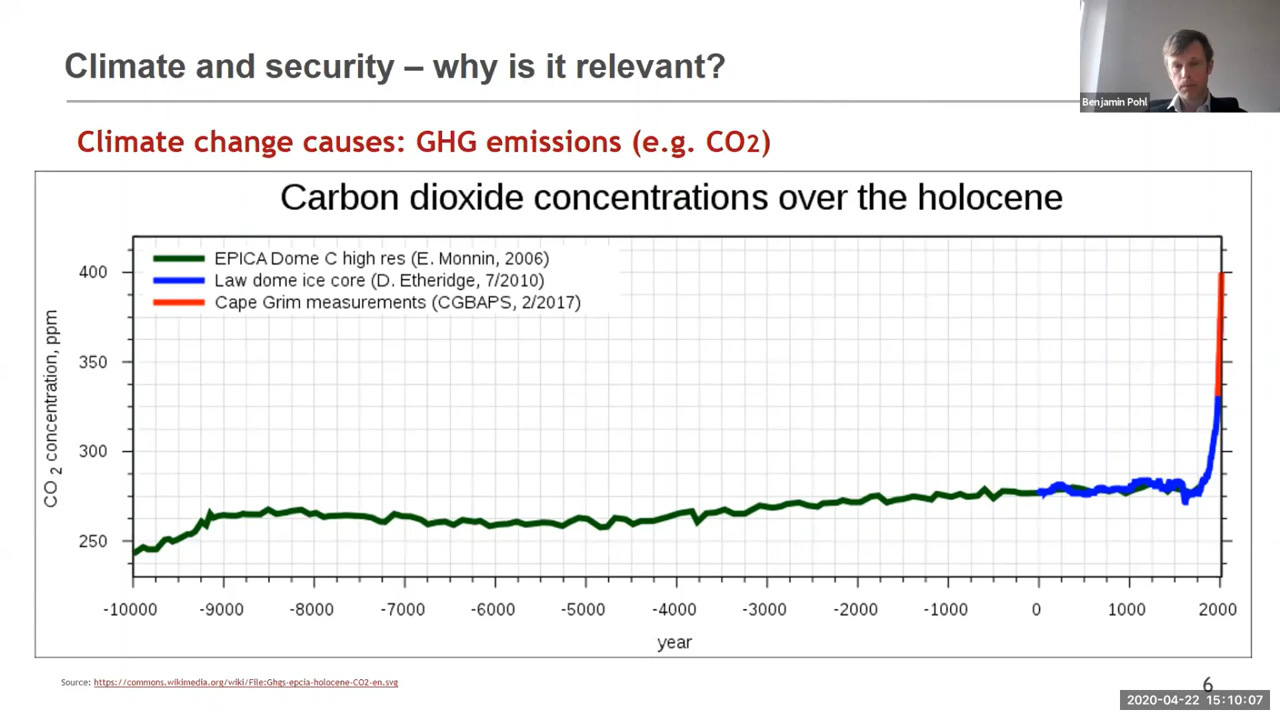 Climate and security – why is it relevant?
Benjamin Pohl
Climate change causes: GHG emissions (e.g. CO2)
Carbon dioxide concentrations over the holocene
EPICA Dome C high res (E. Monnin, 2006)
Law dome ice core (D. Etheridge, 7/2010)
Cape Grim measurements (CGBAPS, 2/2017)
CO 2 concentration, ppm
400
350
300
250
-10000 -9000 -8000 -7000 -6000 -5000 -4000 -3000 -2000 -1000 0 1000 2000
year
Source: https://commons.wikimedia.org/wiki/File:Ghgs-epcia-holocene-CO2-en.svg
6
2020-04-22 15:10:07